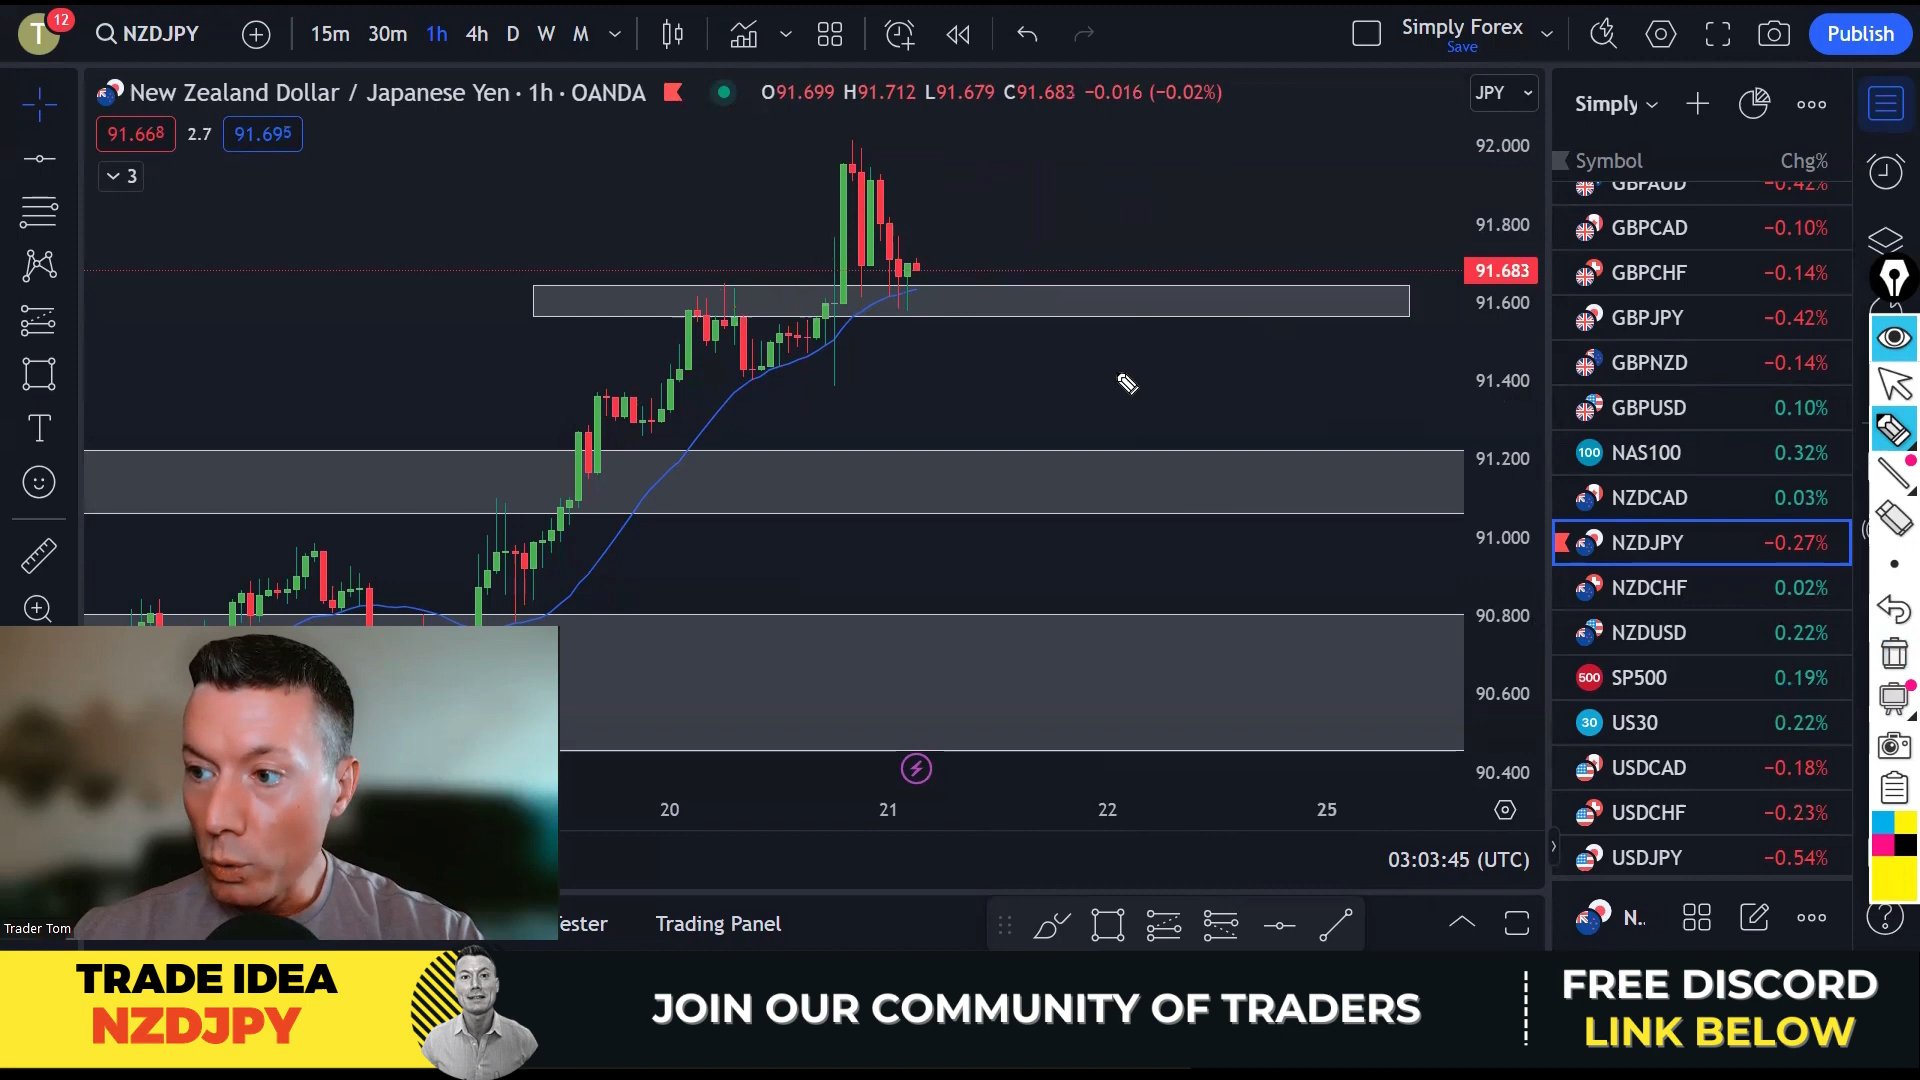 T
12
NZDJPY
15m 30m 1h 4h D W M
Simply Forex
Save
Publish
New Zealand Dollar / Japanese Yen · 1h · OANDA
O91.699 H91.712 L91.679 C91.683 −0.016 (−0.02%)
JPY
91.668 2.7 91.695
3
92.000
91.800
91.683
91.600
91.400
91.200
91.000
90.800
90.600
90.400
20 21 22 25
03:03:45 (UTC)
Simply
Symbol Chg%
GBPAUD −0.42%
GBPCAD −0.10%
GBPCHF −0.14%
GBPJPY −0.42%
GBPNZD −0.14%
GBPUSD 0.10%
100 NAS100 0.32%
NZDCAD 0.03%
NZDJPY −0.27%
NZDCHF 0.02%
NZDUSD 0.22%
500 SP500 0.19%
30 US30 0.22%
USDCAD −0.18%
USDCHF −0.23%
USDJPY −0.54%
N..
Trading Panel
Trader Tom
TRADE IDEA
NZDJPY
JOIN OUR COMMUNITY OF TRADERS
FREE DISCORD
LINK BELOW